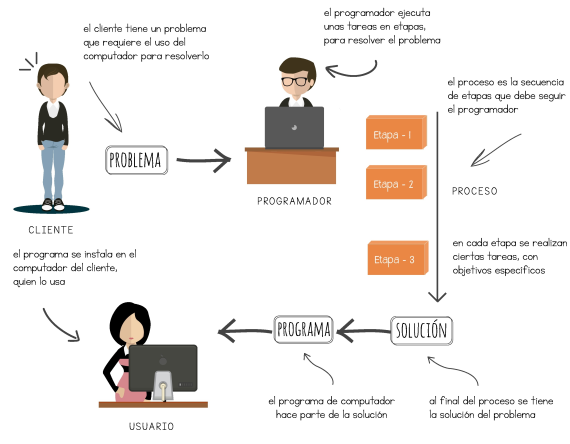 el cliente tiene un problema
que requiere el uso del
computador para resolverlo
el programador ejecuta
unas tareas en etapas,
para resolver el problema
el proceso es la secuencia
de etapas que debe seguir
el programador
PROBLEMA
Etapa - 1
Etapa - 2
Etapa - 3
PROCESO
PROGRAMADOR
CLIENTE
en cada etapa se realizan
ciertas tareas, con
objetivos específicos
el programa se instala en el
computador del cliente,
quien lo usa
SOLUCIÓN
PROGRAMA
USUARIO
el programa de computador
hace parte de la solución
al final del proceso se tiene
la solución del problema